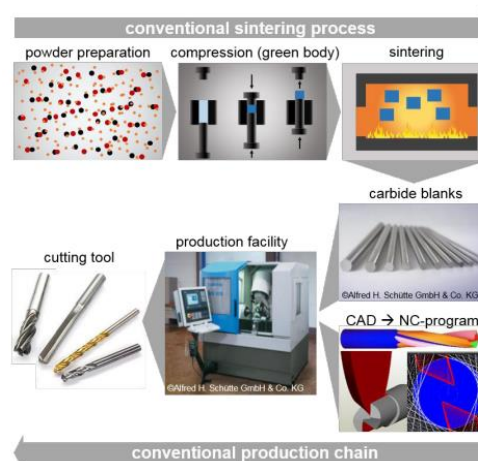 conventional sintering process
powder preparation
compression (green body)
sintering
carbide blanks
©Alfred H. Schütte GmbH & Co. KG
production facility
©Alfred H. Schütte GmbH & Co. KG
cutting tool
CAD → NC-program
conventional production chain